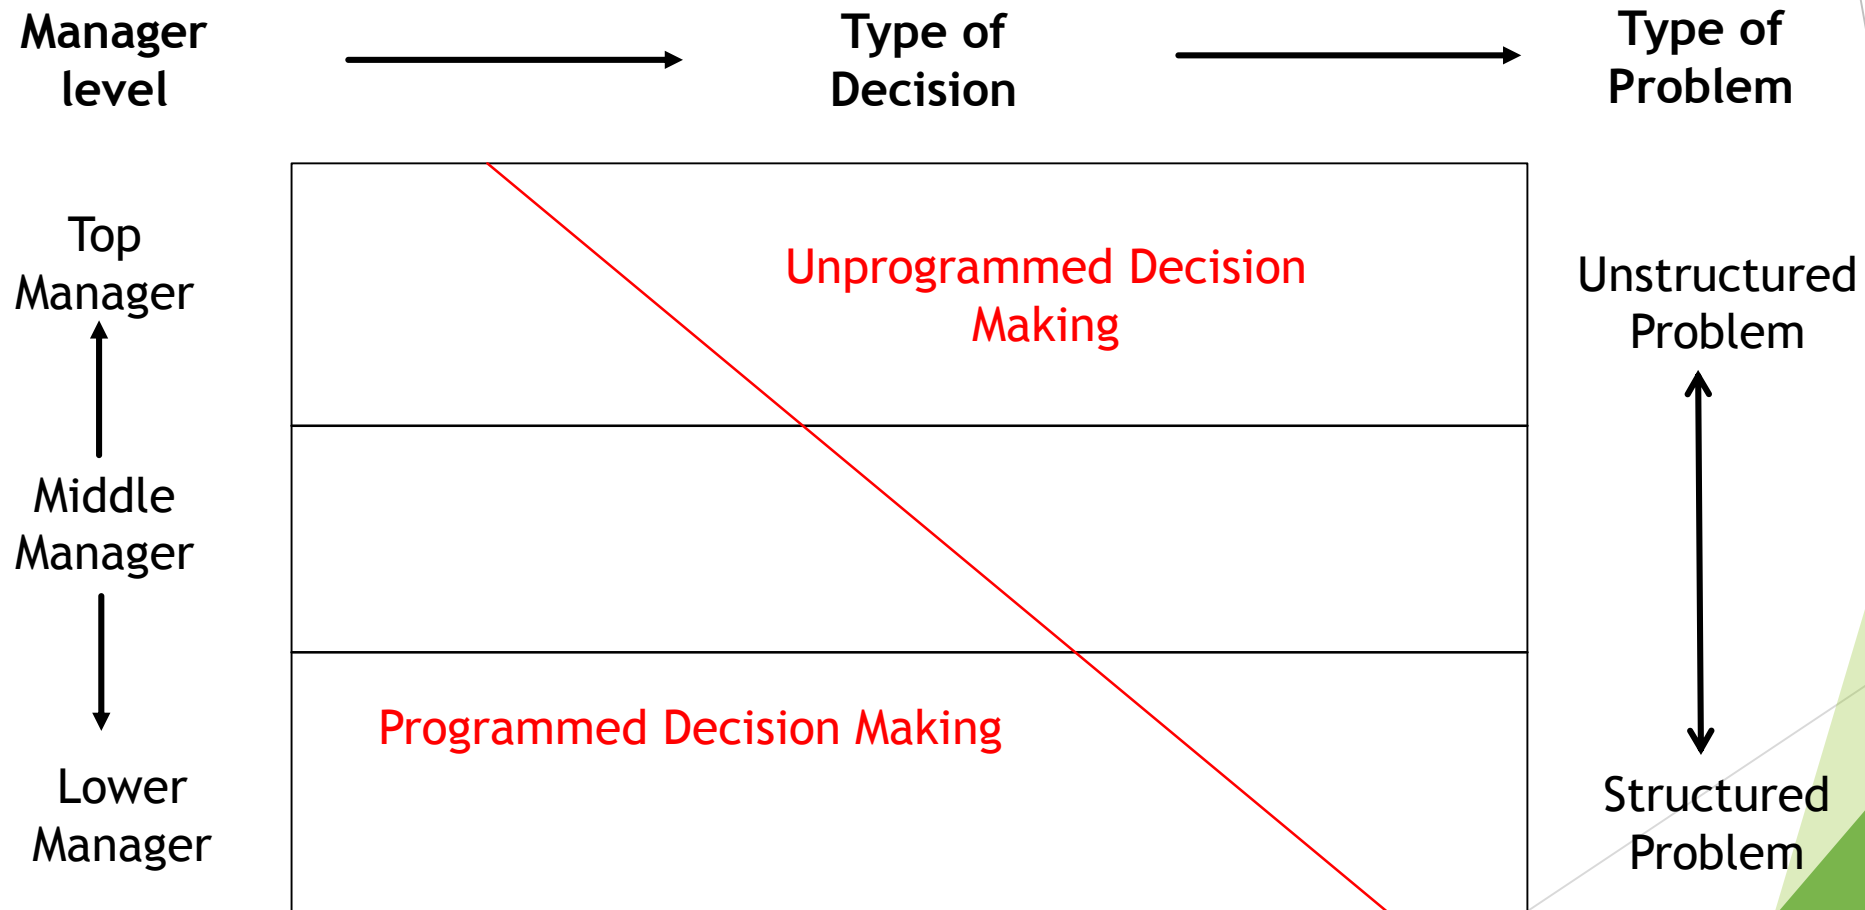 Manager
level
Type of
Decision
Type of
Problem
Top
Manager
Unprogrammed Decision
Making
Unstructured
Problem
Middle
Manager
Programmed Decision Making
Lower
Manager
Structured
Problem